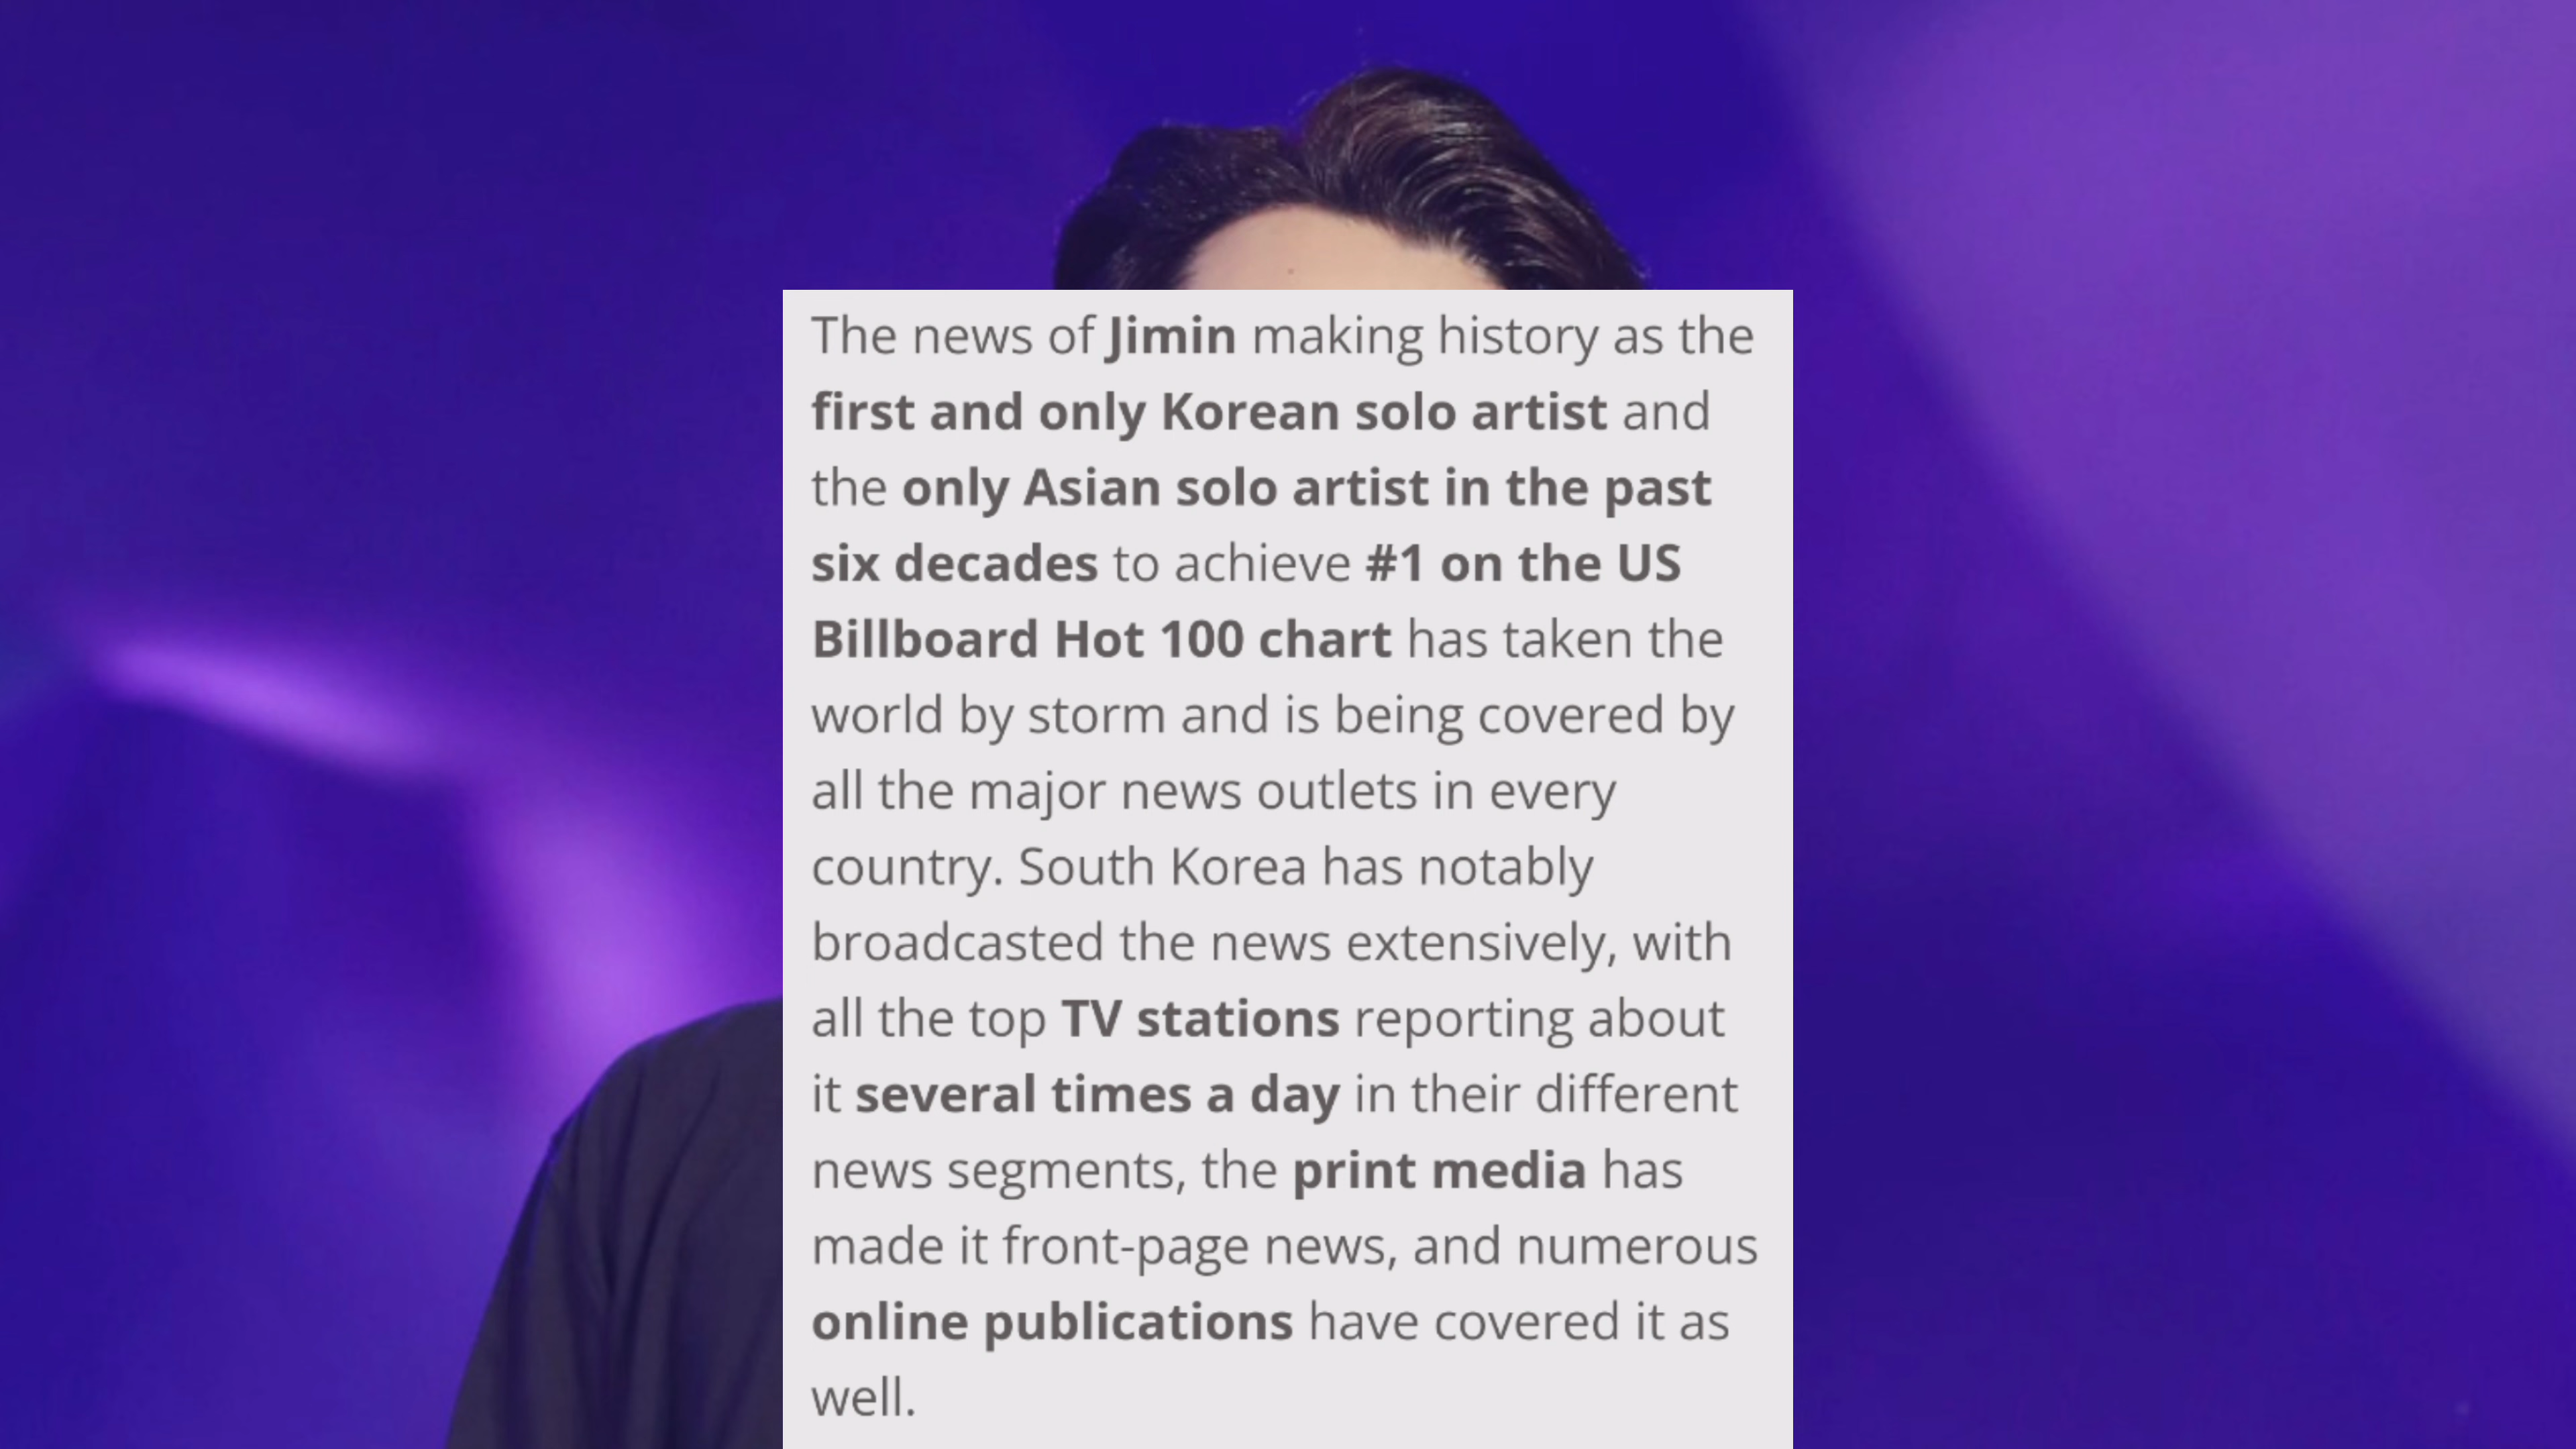 The news of Jimin making history as the
first and only Korean solo artist and
the only Asian solo artist in the past
six decades to achieve #1 on the US
Billboard Hot 100 chart has taken the
world by storm and is being covered by
all the major news outlets in every
country. South Korea has notably
broadcasted the news extensively, with
all the top TV stations reporting about
it several times a day in their different
news segments, the print media has
made it front-page news, and numerous
online publications have covered it as
well.